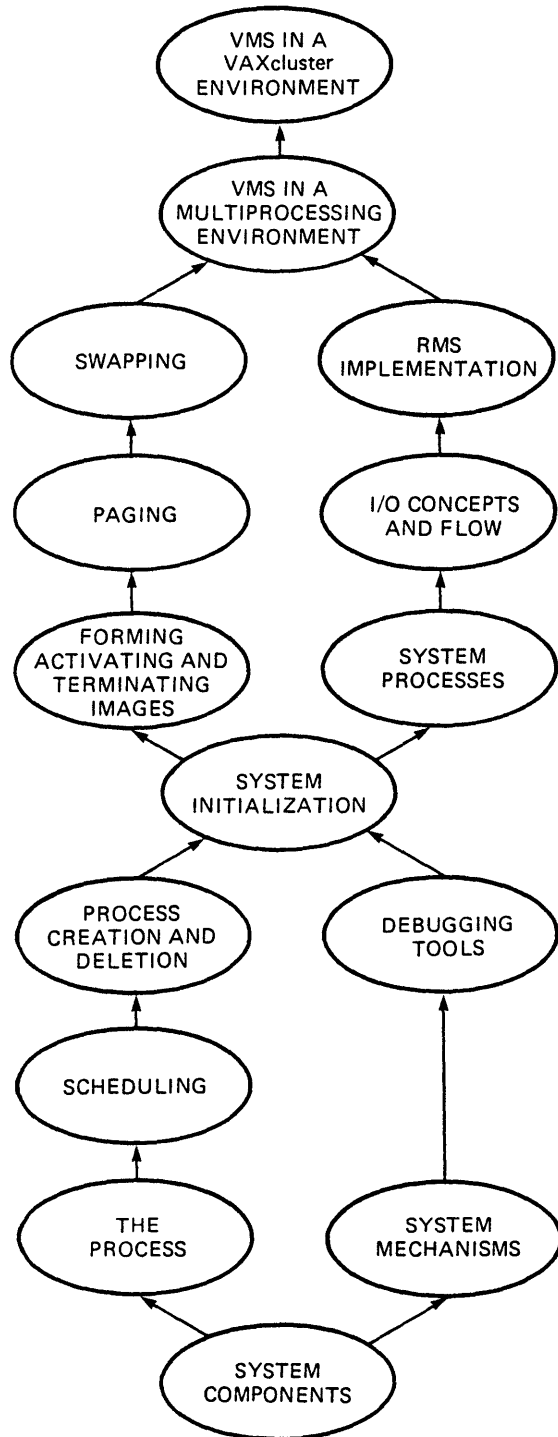 VMS IN A
VAXcluster
ENVIRONMENT
VMS IN A
MULTIPROCESSING
ENVIRONMENT
SWAPPING
RMS
IMPLEMENTATION
PAGING
I/O CONCEPTS
AND FLOW
FORMING
ACTIVATING AND
TERMINATING
IMAGES
SYSTEM
PROCESSES
SYSTEM
INITIALIZATION
PROCESS
CREATION AND
DELETION
DEBUGGING
TOOLS
SCHEDULING
THE
PROCESS
SYSTEM
MECHANISMS
SYSTEM
COMPONENTS